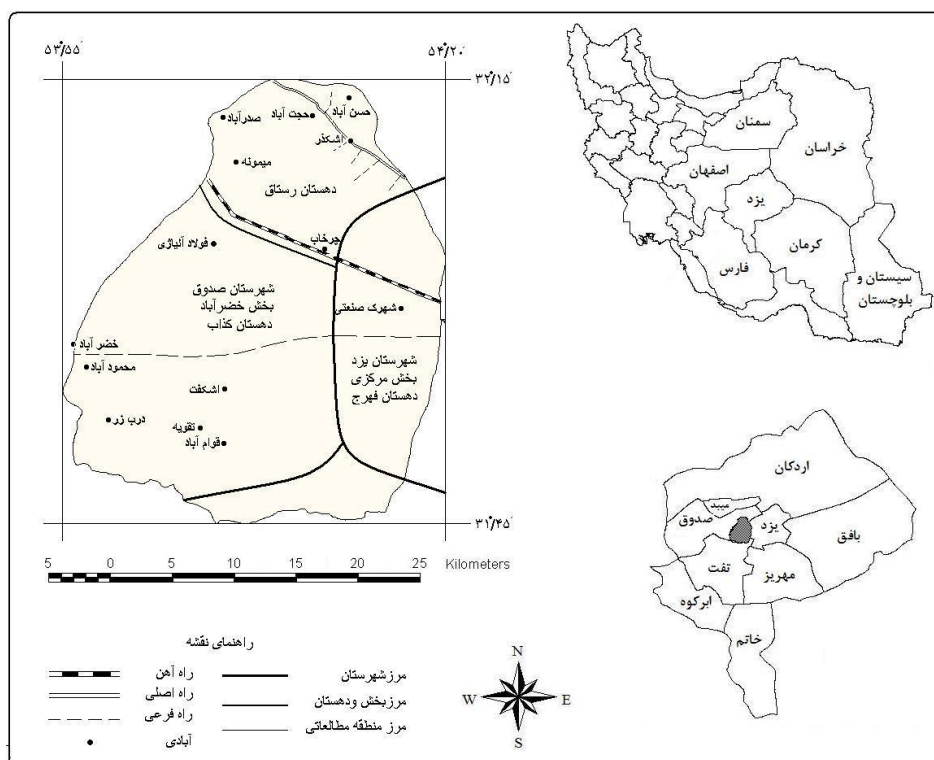 ۵۳°۵۵´
۵۴°۲۰´
۳۲°۱۵´
حسن آباد
حجت آباد
صدرآباد
اشکذر
میمونه
دهستان رستاق
چرخاب
فولاد آلیاژی
شهرستان صدوق
بخش خضرآباد
دهستان کذاب
شهرک صنعتی
خضر آباد
محمود آباد
شهرستان یزد
بخش مرکزی
دهستان فهرج
اشکفت
درب زر
تقویه
قوام آباد
۳۱°۴۵´
5 0 5 10 15 20 25 Kilometers
راهنمای نقشه
راه آهن
راه اصلی
راه فرعی
آبادی
مرزشهرستان
مرزبخش ودهستان
مرز منطقه مطالعاتی
N
W E
S
سمنان
خراسان
اصفهان
یزد
کرمان
فارس
سیستان و
بلوچستان
اردکان
میبد
صدوق
یزد
بافق
تفت
مهریز
ابرکوه
خاتم